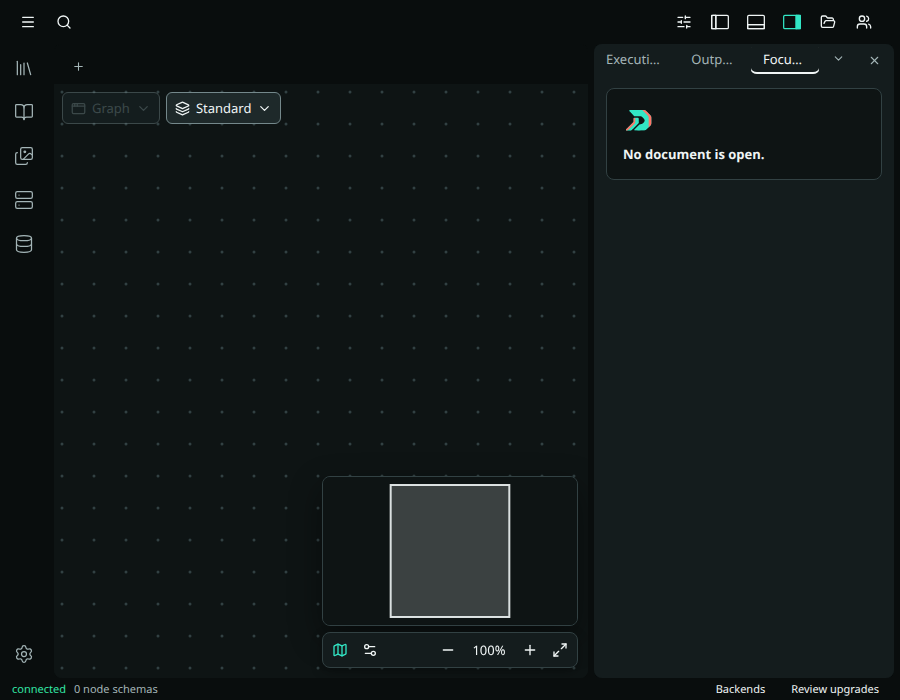 Executi... Outp... Focu...
Graph Standard
No document is open.
100%
connected 0 node schemas Backends Review upgrades